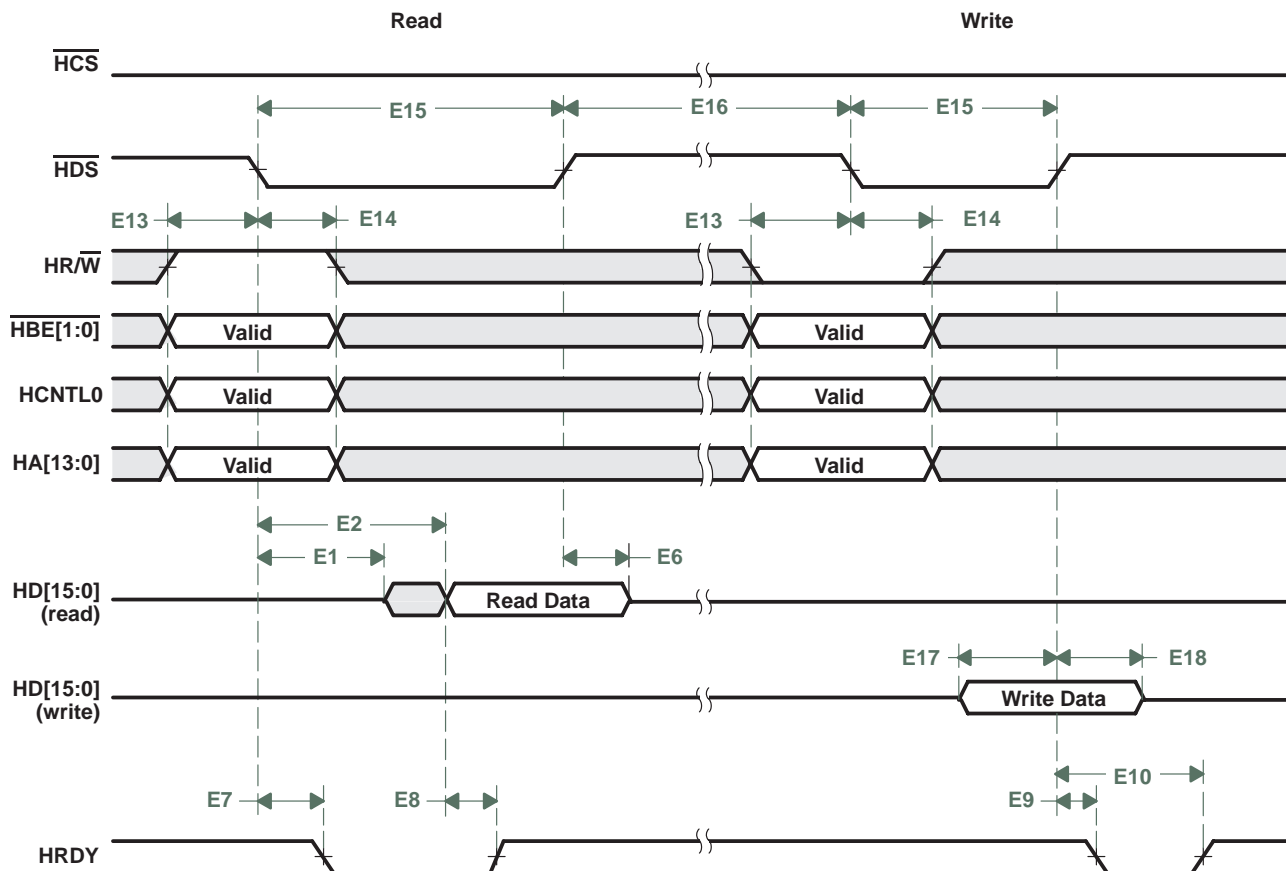 Read Write
HCS
E15 E16 E15
HDS
E13 E14 E13 E14
HR/W
HBE[1:0] Valid Valid
HCNTL0 Valid Valid
HA[13:0] Valid Valid
E2
E1 E6
HD[15:0]
(read)
Read Data
E17 E18
HD[15:0]
(write)
Write Data
E10
E7 E8 E9
HRDY